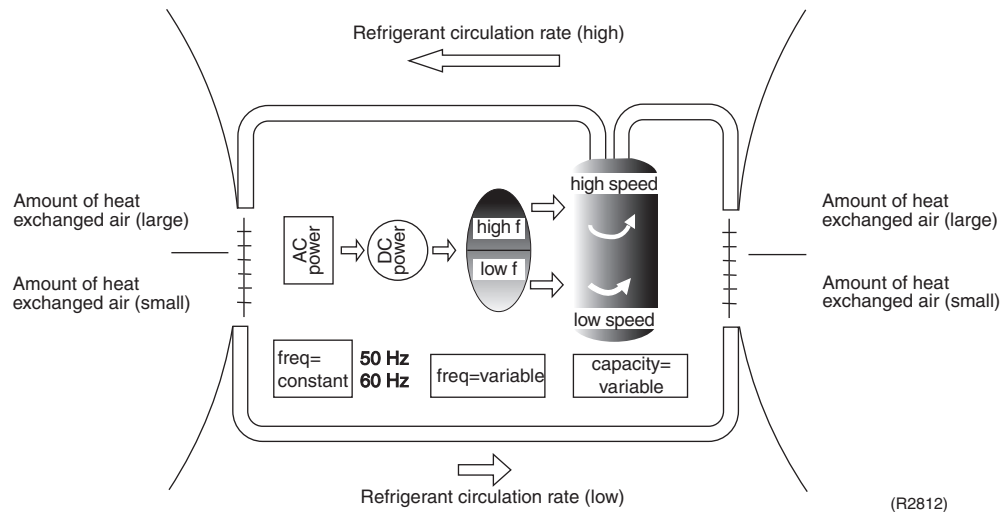 Refrigerant circulation rate (high)
Amount of heat
exchanged air (large)
Amount of heat
exchanged air (small)
AC
power
DC
power
high f
low f
high speed
low speed
Amount of heat
exchanged air (large)
Amount of heat
exchanged air (small)
freq=
constant
50 Hz
60 Hz
freq=variable
capacity=
variable
Refrigerant circulation rate (low)
(R2812)